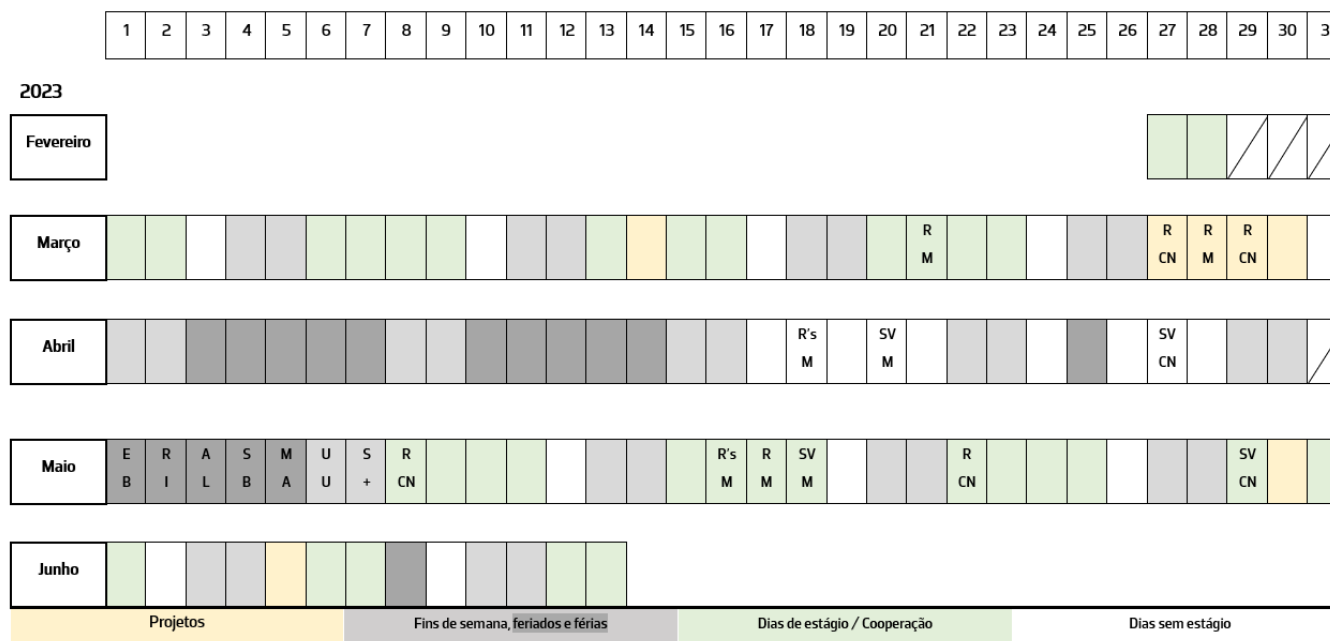 1 2 3 4 5 6 7 8 9 10 11 12 13 14 15 16 17 18 19 20 21 22 23 24 25 26 27 28 29 30 3
2023
Fevereiro
Março
R R R R
M CN M CN
Abril
R's SV SV
M M CN
Maio
E R A S M U S R R's R SV R SV
B I L B A U + CN M M M CN CN
Junho
Projetos Fins de semana, feriados e férias Dias de estágio / Cooperação Dias sem estágio